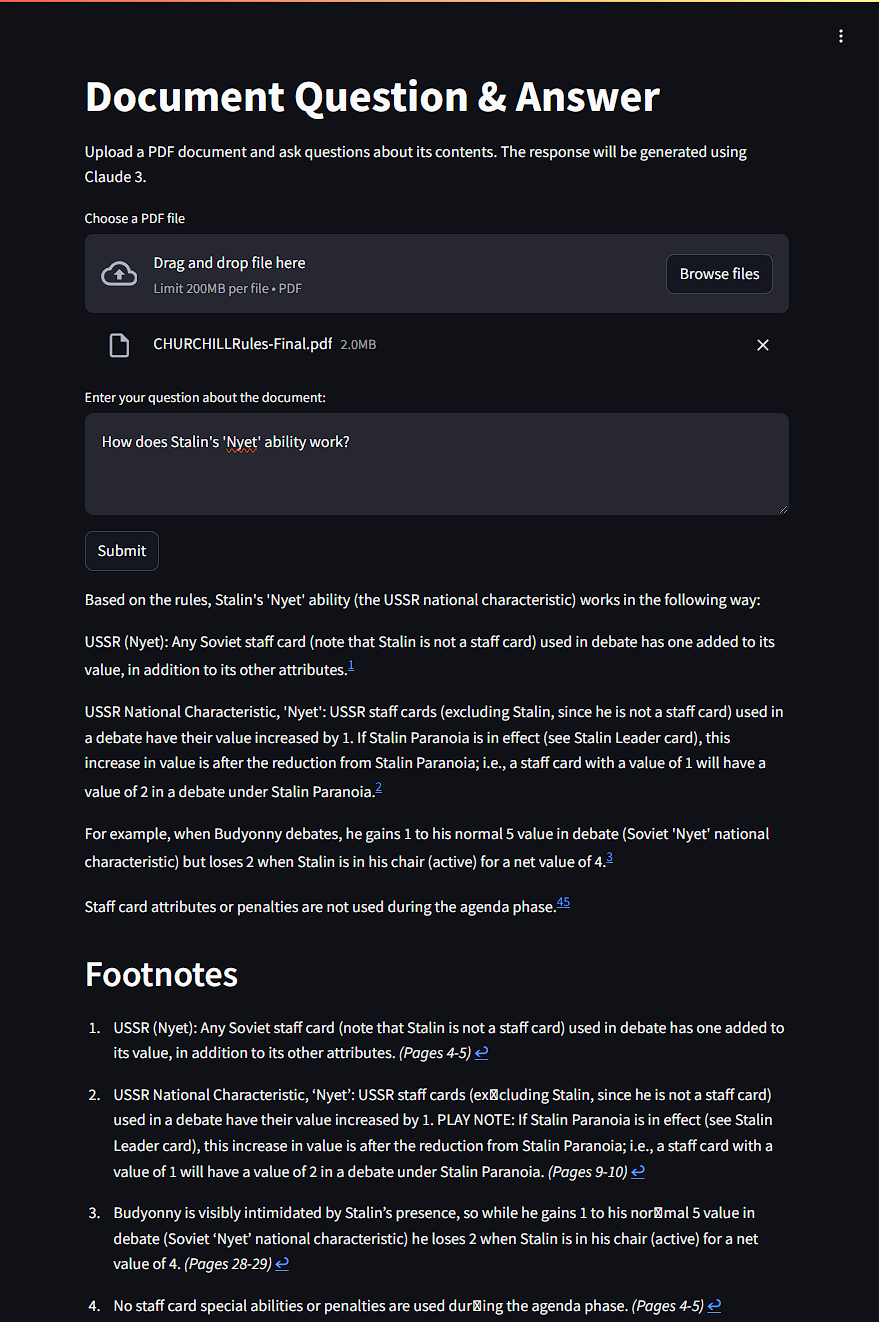 Document Question & Answer
Upload a PDF document and ask questions about its contents. The response will be generated using
Claude 3.
Choose a PDF file
Drag and drop file here
Limit 200MB per file • PDF
Browse files
CHURCHILLRules-Final.pdf 2.0MB
Enter your question about the document:
How does Stalin's 'Nyet' ability work?
Submit
Based on the rules, Stalin's 'Nyet' ability (the USSR national characteristic) works in the following way:
USSR (Nyet): Any Soviet staff card (note that Stalin is not a staff card) used in debate has one added to its
value, in addition to its other attributes.1
USSR National Characteristic, 'Nyet': USSR staff cards (excluding Stalin, since he is not a staff card) used in
a debate have their value increased by 1. If Stalin Paranoia is in effect (see Stalin Leader card), this
increase in value is after the reduction from Stalin Paranoia; i.e., a staff card with a value of 1 will have a
value of 2 in a debate under Stalin Paranoia.2
For example, when Budyonny debates, he gains 1 to his normal 5 value in debate (Soviet 'Nyet' national
characteristic) but loses 2 when Stalin is in his chair (active) for a net value of 4.3
Staff card attributes or penalties are not used during the agenda phase.45
Footnotes
1. USSR (Nyet): Any Soviet staff card (note that Stalin is not a staff card) used in debate has one added to
its value, in addition to its other attributes. (Pages 4-5) ↩
2. USSR National Characteristic, ‘Nyet’: USSR staff cards (ex▯cluding Stalin, since he is not a staff card)
used in a debate have their value increased by 1. PLAY NOTE: If Stalin Paranoia is in effect (see Stalin
Leader card), this increase in value is after the reduction from Stalin Paranoia; i.e., a staff card with a
value of 1 will have a value of 2 in a debate under Stalin Paranoia. (Pages 9-10) ↩
3. Budyonny is visibly intimidated by Stalin’s presence, so while he gains 1 to his nor▯mal 5 value in
debate (Soviet ‘Nyet’ national characteristic) he loses 2 when Stalin is in his chair (active) for a net
value of 4. (Pages 28-29) ↩
4. No staff card special abilities or penalties are used dur▯ing the agenda phase. (Pages 4-5) ↩